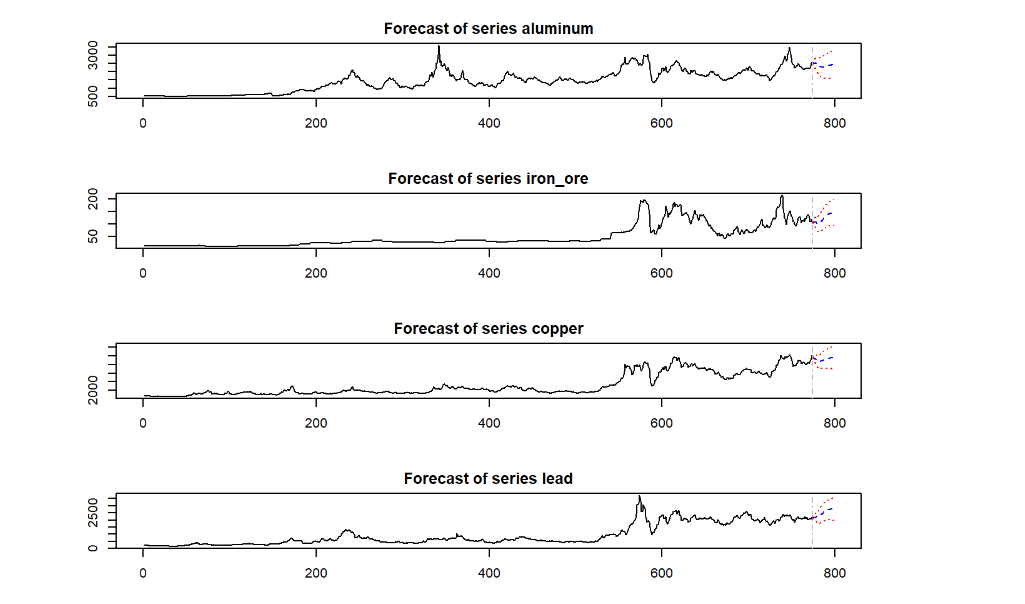 Forecast of series aluminum
500 3000
0 200 400 600 800
Forecast of series iron_ore
50 200
0 200 400 600 800
Forecast of series copper
2000
0 200 400 600 800
Forecast of series lead
0 2500
0 200 400 600 800